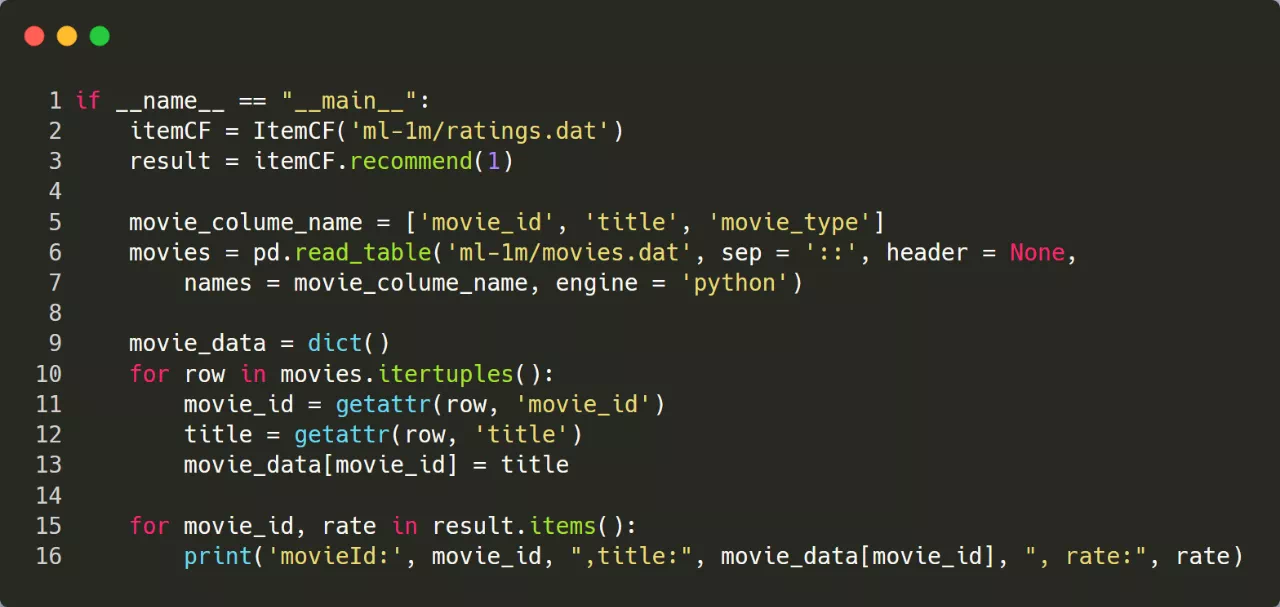 1 if __name__ == "__main__":
2     itemCF = ItemCF('ml-1m/ratings.dat')
3     result = itemCF.recommend(1)
4
5     movie_colume_name = ['movie_id', 'title', 'movie_type']
6     movies = pd.read_table('ml-1m/movies.dat', sep = '::', header = None,
7         names = movie_colume_name, engine = 'python')
8
9     movie_data = dict()
10     for row in movies.itertuples():
11         movie_id = getattr(row, 'movie_id')
12         title = getattr(row, 'title')
13         movie_data[movie_id] = title
14
15     for movie_id, rate in result.items():
16         print('movieId:', movie_id, ",title:", movie_data[movie_id], ", rate:", rate)